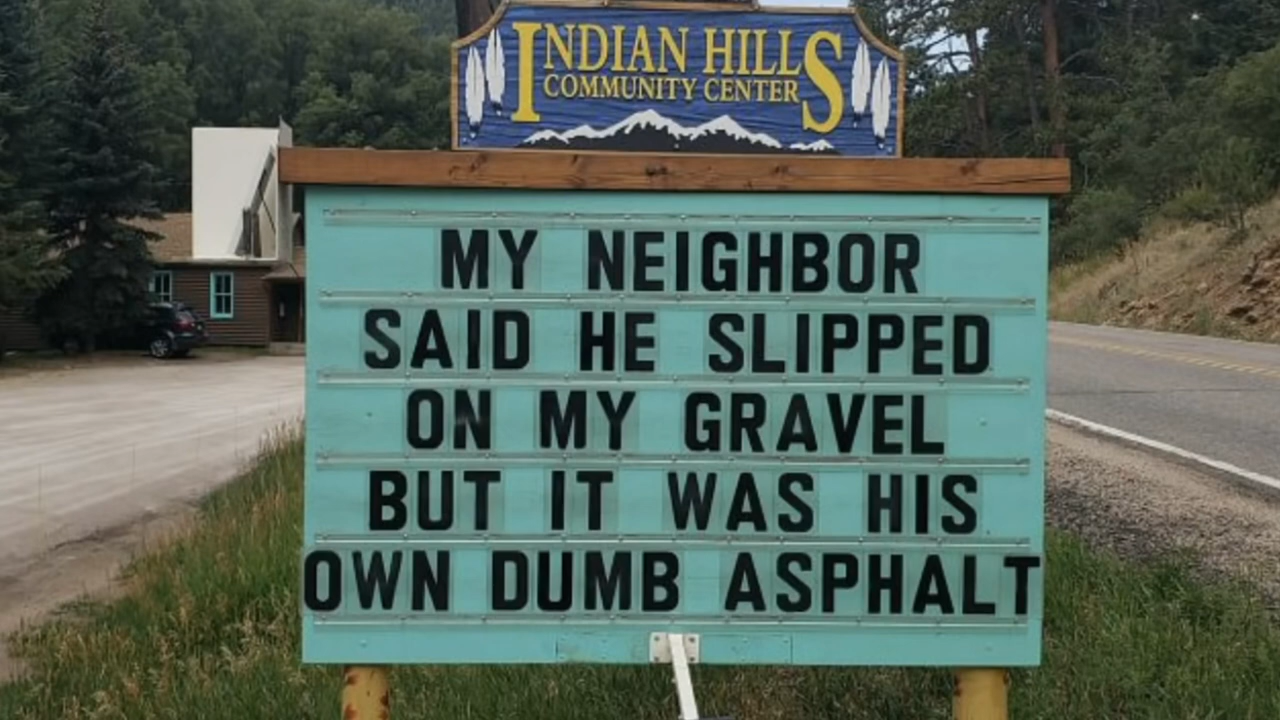 INDIAN HILLS
COMMUNITY CENTER
MY NEIGHBOR
SAID HE SLIPPED
ON MY GRAVEL
BUT IT WAS HIS
OWN DUMB ASPHALT